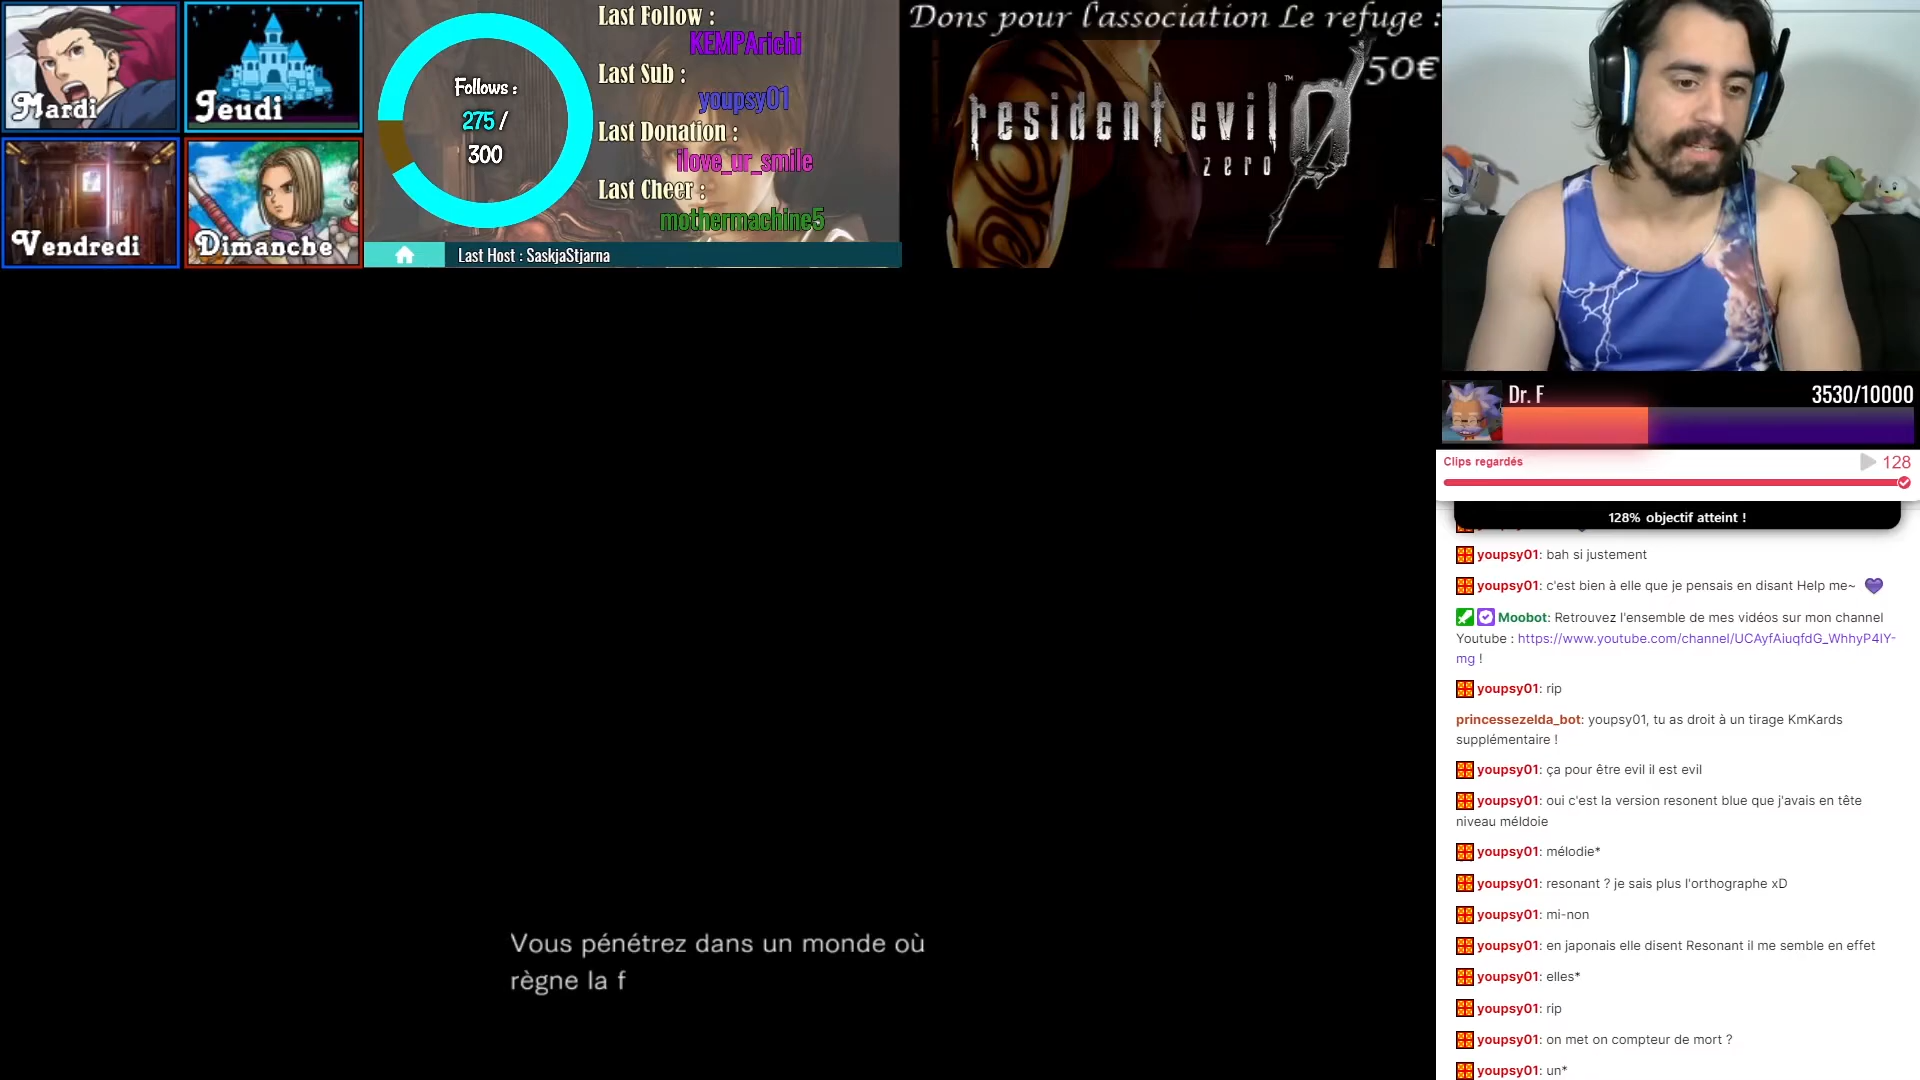 Mardi
Jeudi
Vendredi
Dimanche
Follows :
275 /
300
Last Follow :
KEMPArichi
Last Sub :
youpsy01
Last Donation :
ilove_ur_smile
Last Cheer :
mothermachine5
Last Host : SaskjaStjarna
Dons pour l'association Le refuge :
50€
resident evil 0
zero
TM
Dr. F
3530/10000
Clips regardés
128
128% objectif atteint !
youpsy01: bah si justement
youpsy01: c'est bien à elle que je pensais en disant Help me~
Moobot: Retrouvez l'ensemble de mes vidéos sur mon channel
Youtube : https://www.youtube.com/channel/UCAyfAiuqfdG_WhhyP4IY-
mg !
youpsy01: rip
princessezelda_bot: youpsy01, tu as droit à un tirage KmKards
supplémentaire !
youpsy01: ça pour être evil il est evil
youpsy01: oui c'est la version resonent blue que j'avais en tête
niveau méldoie
youpsy01: mélodie*
youpsy01: resonant ? je sais plus l'orthographe xD
youpsy01: mi-non
youpsy01: en japonais elle disent Resonant il me semble en effet
youpsy01: elles*
youpsy01: rip
youpsy01: on met on compteur de mort ?
youpsy01: un*
Vous pénétrez dans un monde où
règne la f